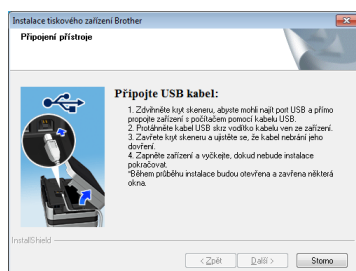 Instalace tiskového zařízení Brother
Připojení přístroje
Připojte USB kabel:
1. Zdvihněte kryt skeneru, abyste mohli najít port USB a přímo
propojte zařízení s počítačem pomocí kabelu USB.
2. Protáhněte kabel USB skrz vodítko kabelu ven ze zařízení.
3. Zavřete kryt skeneru a ujistěte se, že kabel nebrání jeho
dovření.
4. Zapněte zařízení a vyčkejte, dokud nebude instalace
pokračovat.
*Během průběhu instalace budou otevřena a zavřena některá
okna.
InstallShield
< Zpět Další > Storno